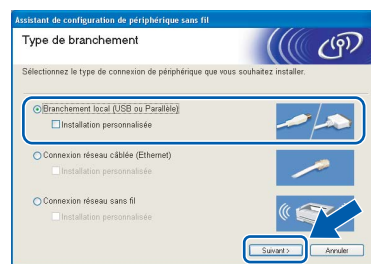 Assistant de configuration de périphérique sans fil
Type de branchement
Sélectionnez le type de connexion de périphérique que vous souhaitez installer.
Branchement local (USB ou Parallèle)
Installation personnalisée
Connexion réseau câblée (Ethernet)
Installation personnalisée
Connexion réseau sans fil
Installation personnalisée
Suivant >
Annuler